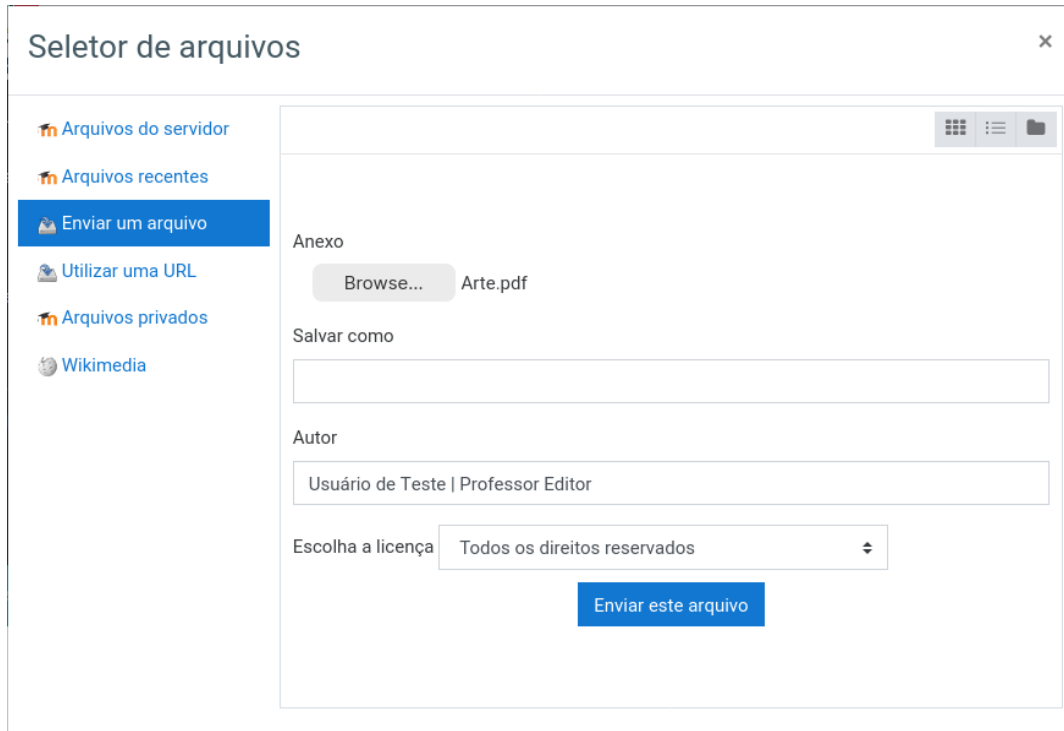 Seletor de arquivos
×
Arquivos do servidor
Arquivos recentes
Enviar um arquivo
Utilizar uma URL
Arquivos privados
Wikimedia
Anexo
Browse... Arte.pdf
Salvar como
Autor
Usuário de Teste | Professor Editor
Escolha a licença Todos os direitos reservados
Enviar este arquivo